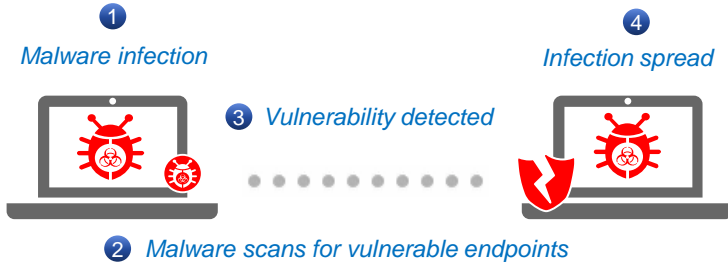 1
Malware infection
4
Infection spread
3 Vulnerability detected
2 Malware scans for vulnerable endpoints